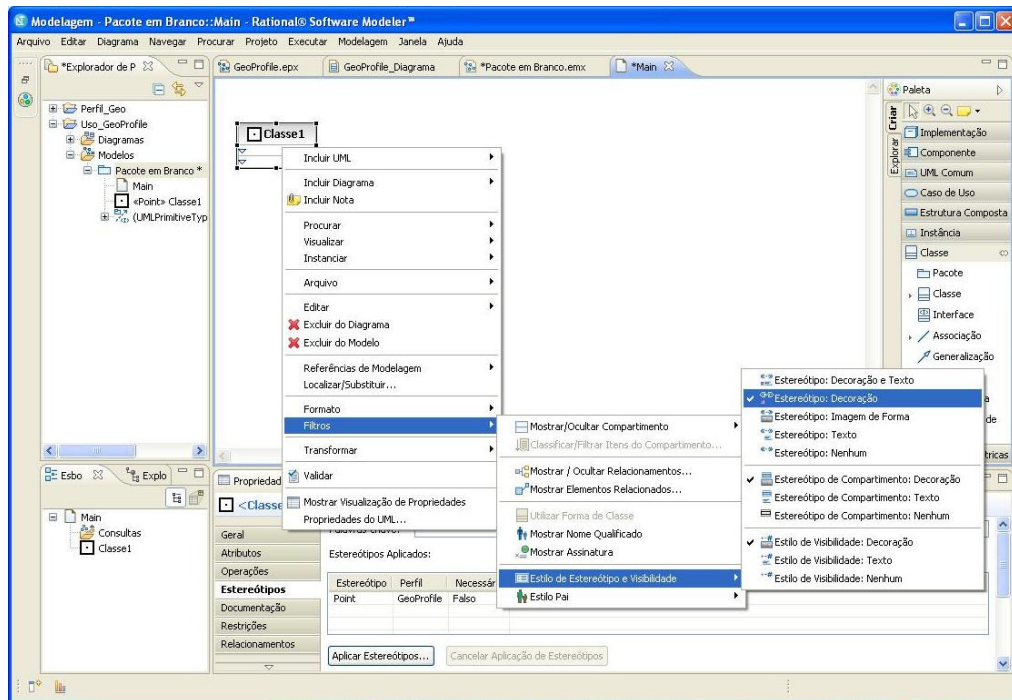 Modelagem - Pacote em Branco::Main - Rational® Software Modeler™
Arquivo Editar Diagrama Navegar Procurar Projeto Executar Modelagem Janela Ajuda
*Explorador de P
GeoProfile.epx
GeoProfile_Diagrama
*Pacote em Branco.emx
*Main
Perfil_Geo
Uso_GeoProfile
Diagramas
Modelos
Pacote em Branco *
Main
«Point» Classe1
(UMLPrimitiveTyp
Classe1
Incluir UML
Incluir Diagrama
Incluir Nota
Procurar
Visualizar
Instanciar
Arquivo
Editar
Excluir do Diagrama
Excluir do Modelo
Referências de Modelagem
Localizar/Substituir...
Formato
Filtros
Transformar
Validar
Mostrar Visualização de Propriedades
Propriedades do UML...
Mostrar/Ocultar Compartimento
Classificar/Filtrar Itens do Compartimento...
Mostrar / Ocultar Relacionamentos...
Mostrar Elementos Relacionados...
Utilizar Forma de Classe
Mostrar Nome Qualificado
Mostrar Assinatura
Estilo de Estereótipo e Visibilidade
Estilo Pai
Estereótipo: Decoração e Texto
Estereótipo: Decoração
Estereótipo: Imagem de Forma
Estereótipo: Texto
Estereótipo: Nenhum
Estereótipo de Compartimento: Decoração
Estereótipo de Compartimento: Texto
Estereótipo de Compartimento: Nenhum
Estilo de Visibilidade: Decoração
Estilo de Visibilidade: Texto
Estilo de Visibilidade: Nenhum
Paleta
Criar
Explorar
Implementação
Componente
UML Comum
Caso de Uso
Estrutura Composta
Instância
Classe
Pacote
Classe
Interface
Associação
Generalização
a
de
tricas
Esbo
Explo
Main
Consultas
Classe1
Propriedad
<Classe
Geral
Atributos
Operações
Estereótipos
Documentação
Restrições
Relacionamentos
Estereótipos Aplicados:
Estereótipo Perfil Necessár
Point GeoProfile Falso
Aplicar Estereótipos...
Cancelar Aplicação de Estereótipos